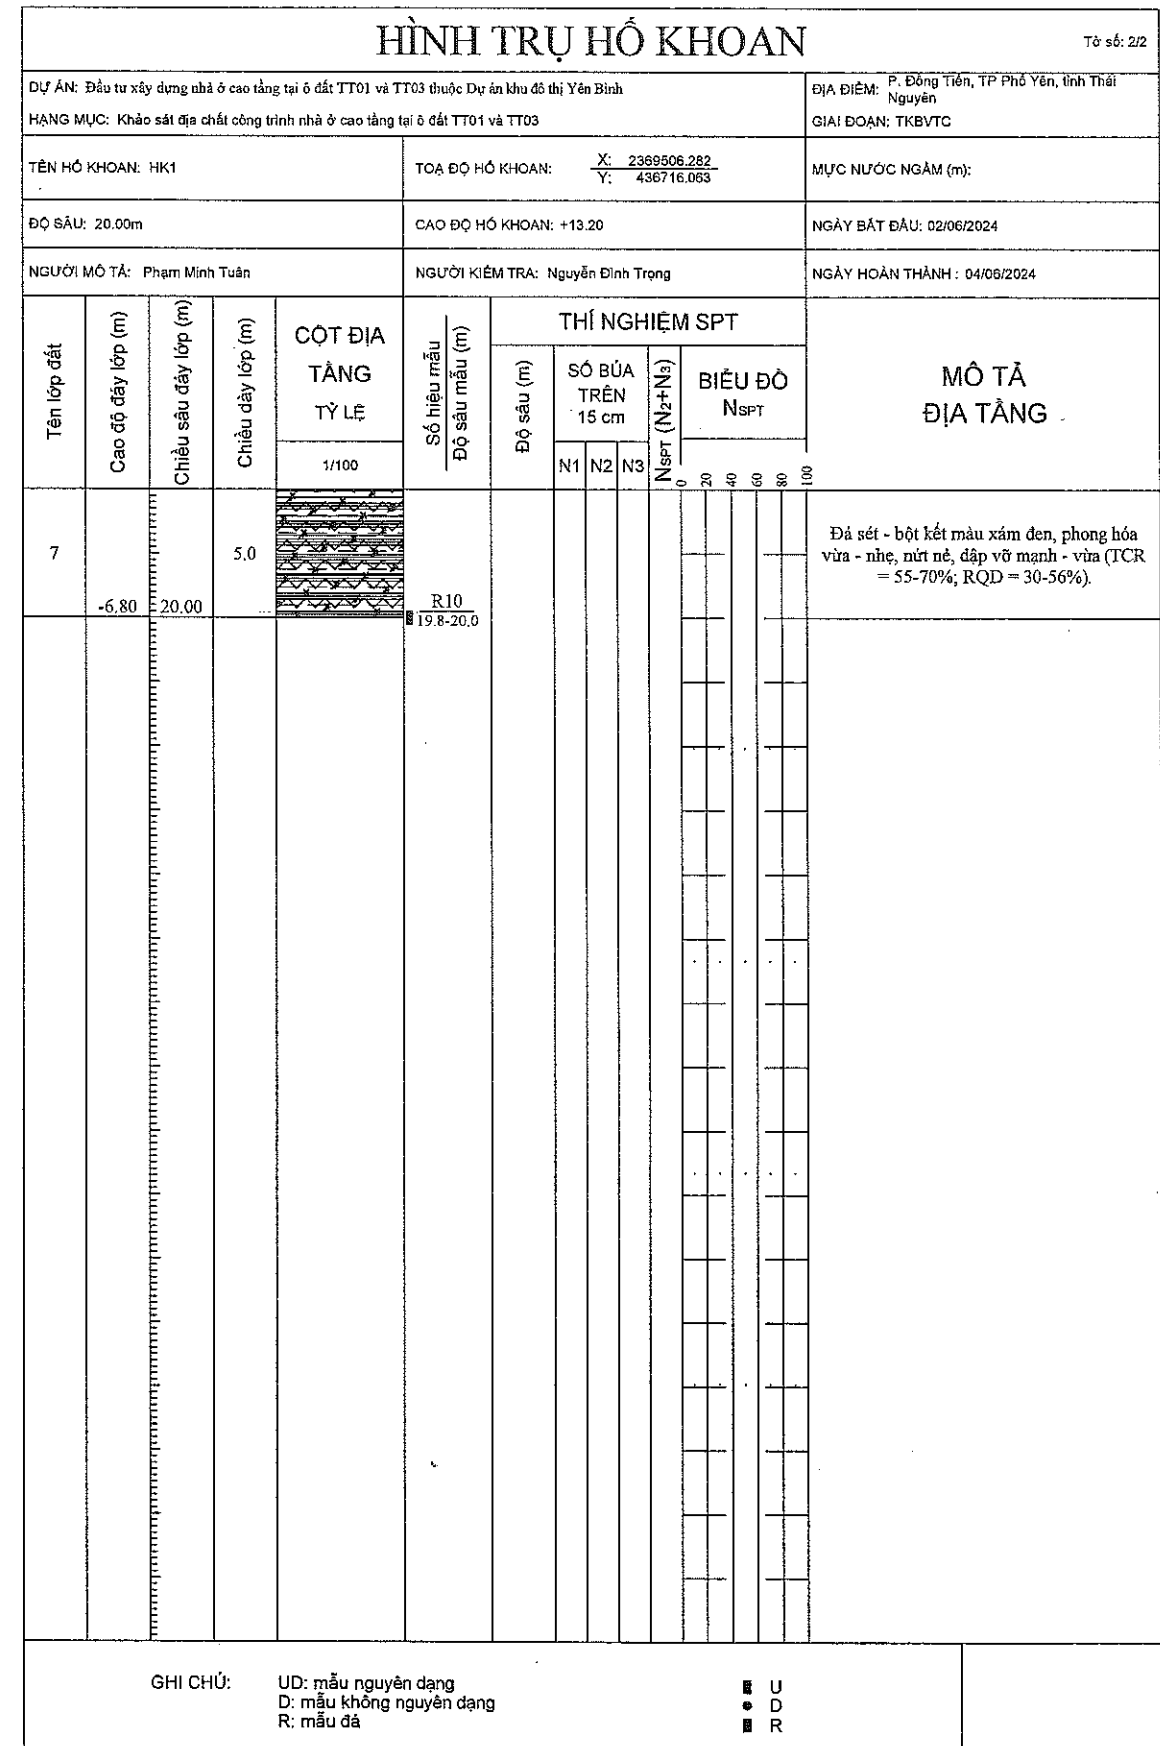 HÌNH TRỤ HỐ KHOAN
Tờ số: 2/2
DỰ ÁN: Đầu tư xây dựng nhà ở cao tầng tại ô đất TT01 và TT03 thuộc Dự án khu đô thị Yên Bình
HẠNG MỤC: Khảo sát địa chất công trình nhà ở cao tầng tại ô đất TT01 và TT03
ĐỊA ĐIỂM: P. Đồng Tiến, TP Phổ Yên, tỉnh Thái
Nguyên
GIAI ĐOẠN: TKBVTC
TÊN HỐ KHOAN: HK1
TOẠ ĐỘ HỐ KHOAN:
X: 2369506.282
Y: 436716.063
MỰC NƯỚC NGẦM (m):
ĐỘ SÂU: 20.00m
CAO ĐỘ HỐ KHOAN: +13.20
NGÀY BẮT ĐẦU: 02/06/2024
NGƯỜI MÔ TẢ: Phạm Minh Tuân
NGƯỜI KIỂM TRA: Nguyễn Đình Trọng
NGÀY HOÀN THÀNH : 04/06/2024
Tên lớp đất
Cao độ đáy lớp (m)
Chiều sâu đáy lớp (m)
Chiều dày lớp (m)
CỘT ĐỊA
TẦNG
TỶ LỆ
1/100
Số hiệu mẫu
Độ sâu mẫu (m)
THÍ NGHIỆM SPT
Độ sâu (m)
SỐ BÚA
TRÊN
15 cm
N1 N2 N3
NSPT (N2+N3)
BIỂU ĐỒ
NSPT
0 20 40 60 80 100
MÔ TẢ
ĐỊA TẦNG
7
-6.80
20.00
5.0
R10
19.8-20.0
Đá sét - bột kết màu xám đen, phong hóa
vừa - nhẹ, nứt nẻ, dập vỡ mạnh - vừa (TCR
= 55-70%; RQD = 30-56%).
GHI CHÚ:
UD: mẫu nguyên dạng
D: mẫu không nguyên dạng
R: mẫu đá
U
D
R